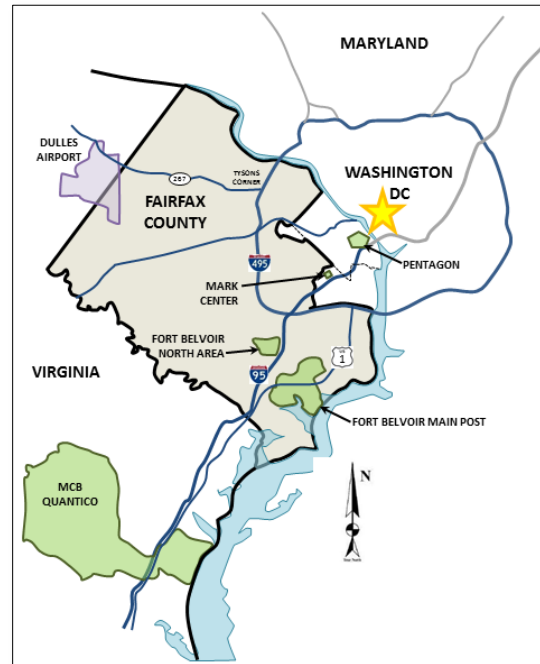 MARYLAND
DULLES
AIRPORT
267
TYSONS
CORNER
WASHINGTON
DC
FAIRFAX
COUNTY
495
PENTAGON
MARK
CENTER
FORT BELVOIR
NORTH AREA
1
VIRGINIA
95
FORT BELVOIR MAIN POST
MCB
QUANTICO
N